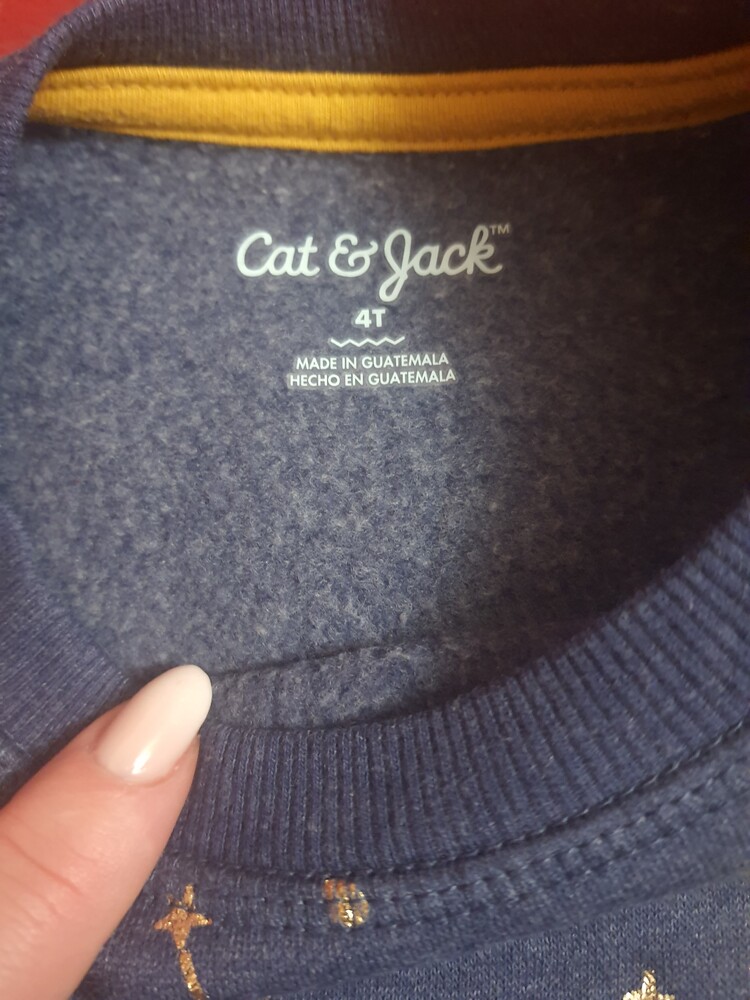 Cat & Jack™
4T
MADE IN GUATEMALA
HECHO EN GUATEMALA